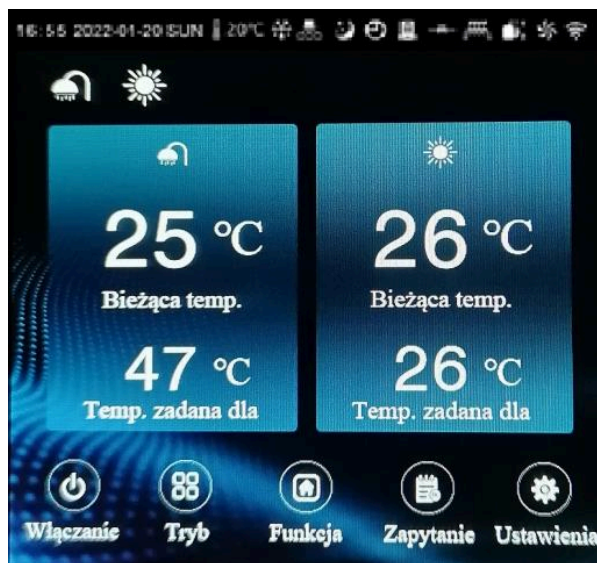 16:55 2022-01-20 SUN 20°C
25 °C
Bieżąca temp.
47 °C
Temp. zadana dla
26 °C
Bieżąca temp.
26 °C
Temp. zadana dla
Włączanie
Tryb
Funkcja
Zapytanie
Ustawienia